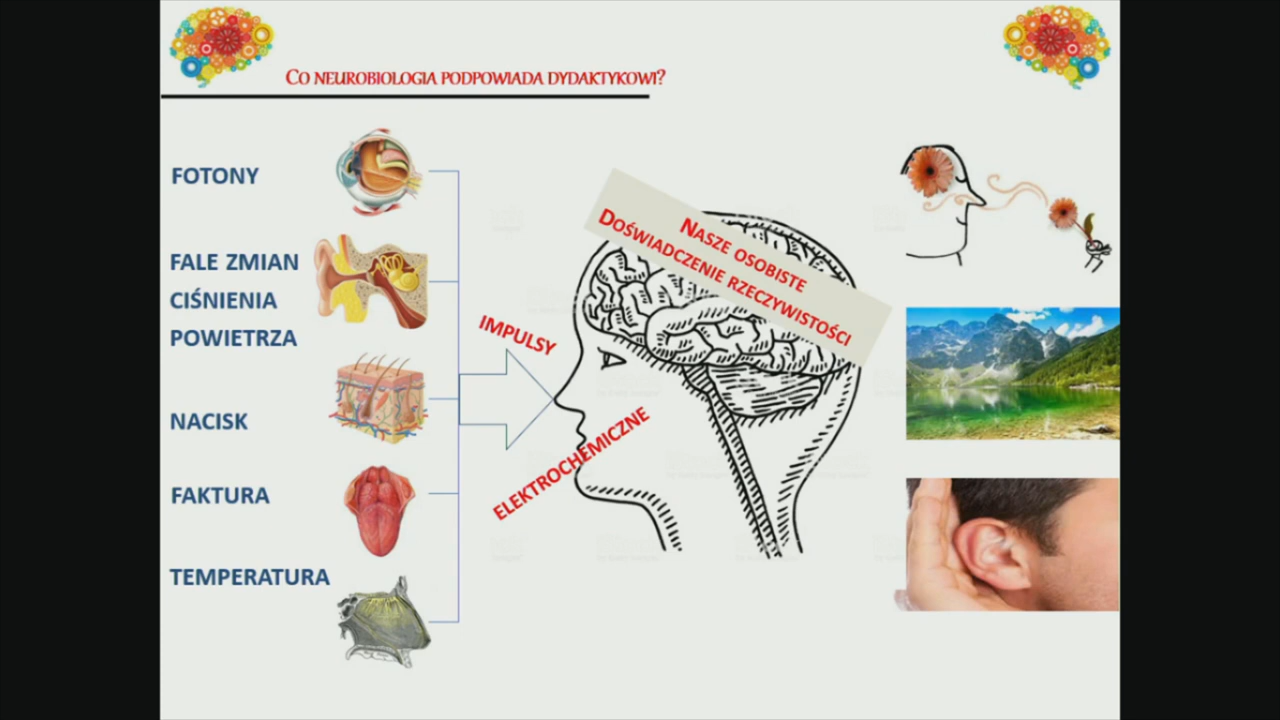 Co neurobiologia podpowiada dydaktykowi?
FOTONY
FALE ZMIAN
CIŚNIENIA
POWIETRZA
NACISK
FAKTURA
TEMPERATURA
IMPULSY
ELEKTROCHEMICZNE
Nasze osobiste
Doświadczenie rzeczywistości